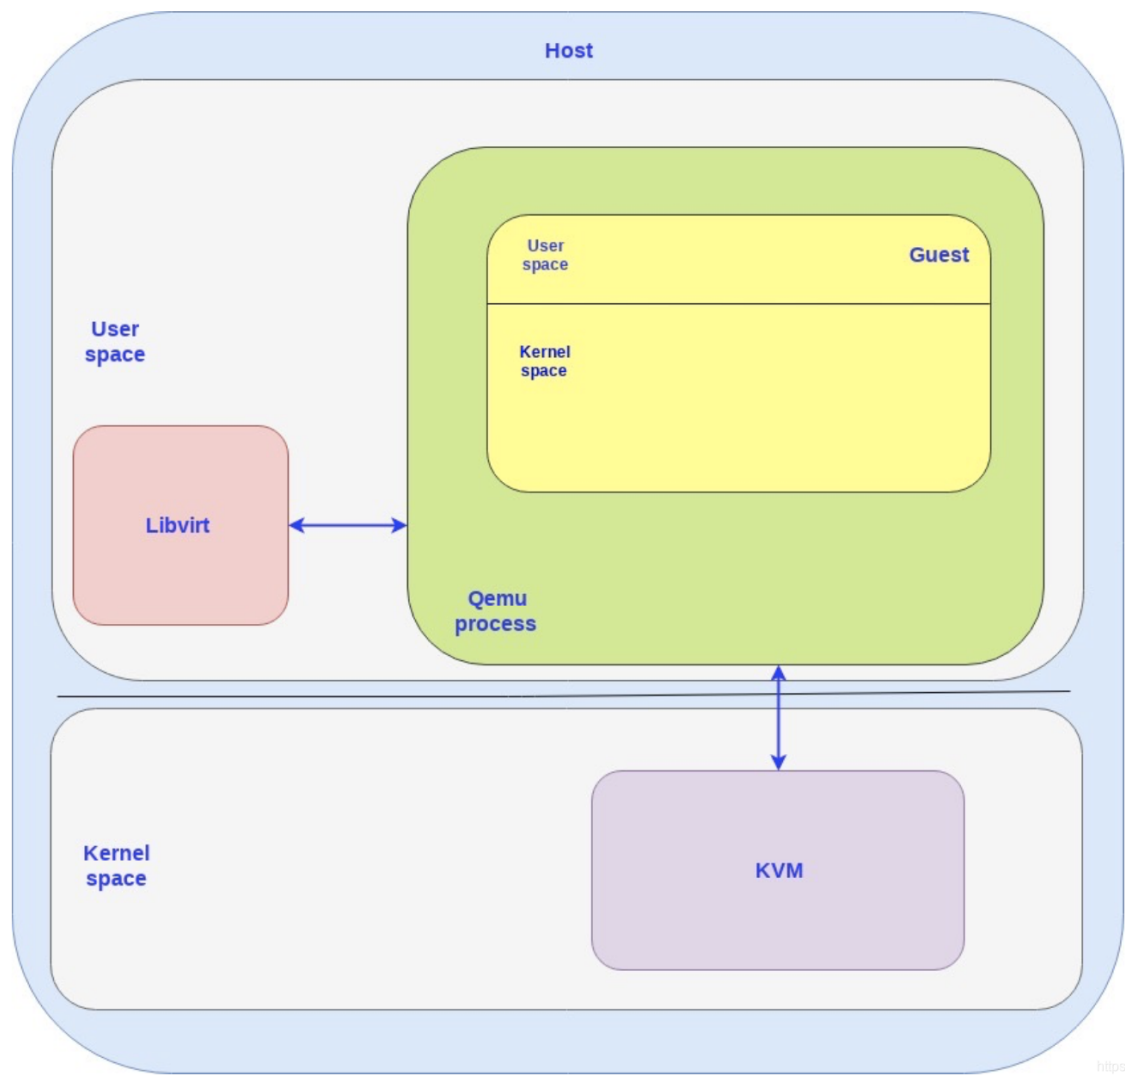 Host
User
space
Guest
Kernel
space
User
space
Libvirt
Qemu
process
Kernel
space
KVM
https